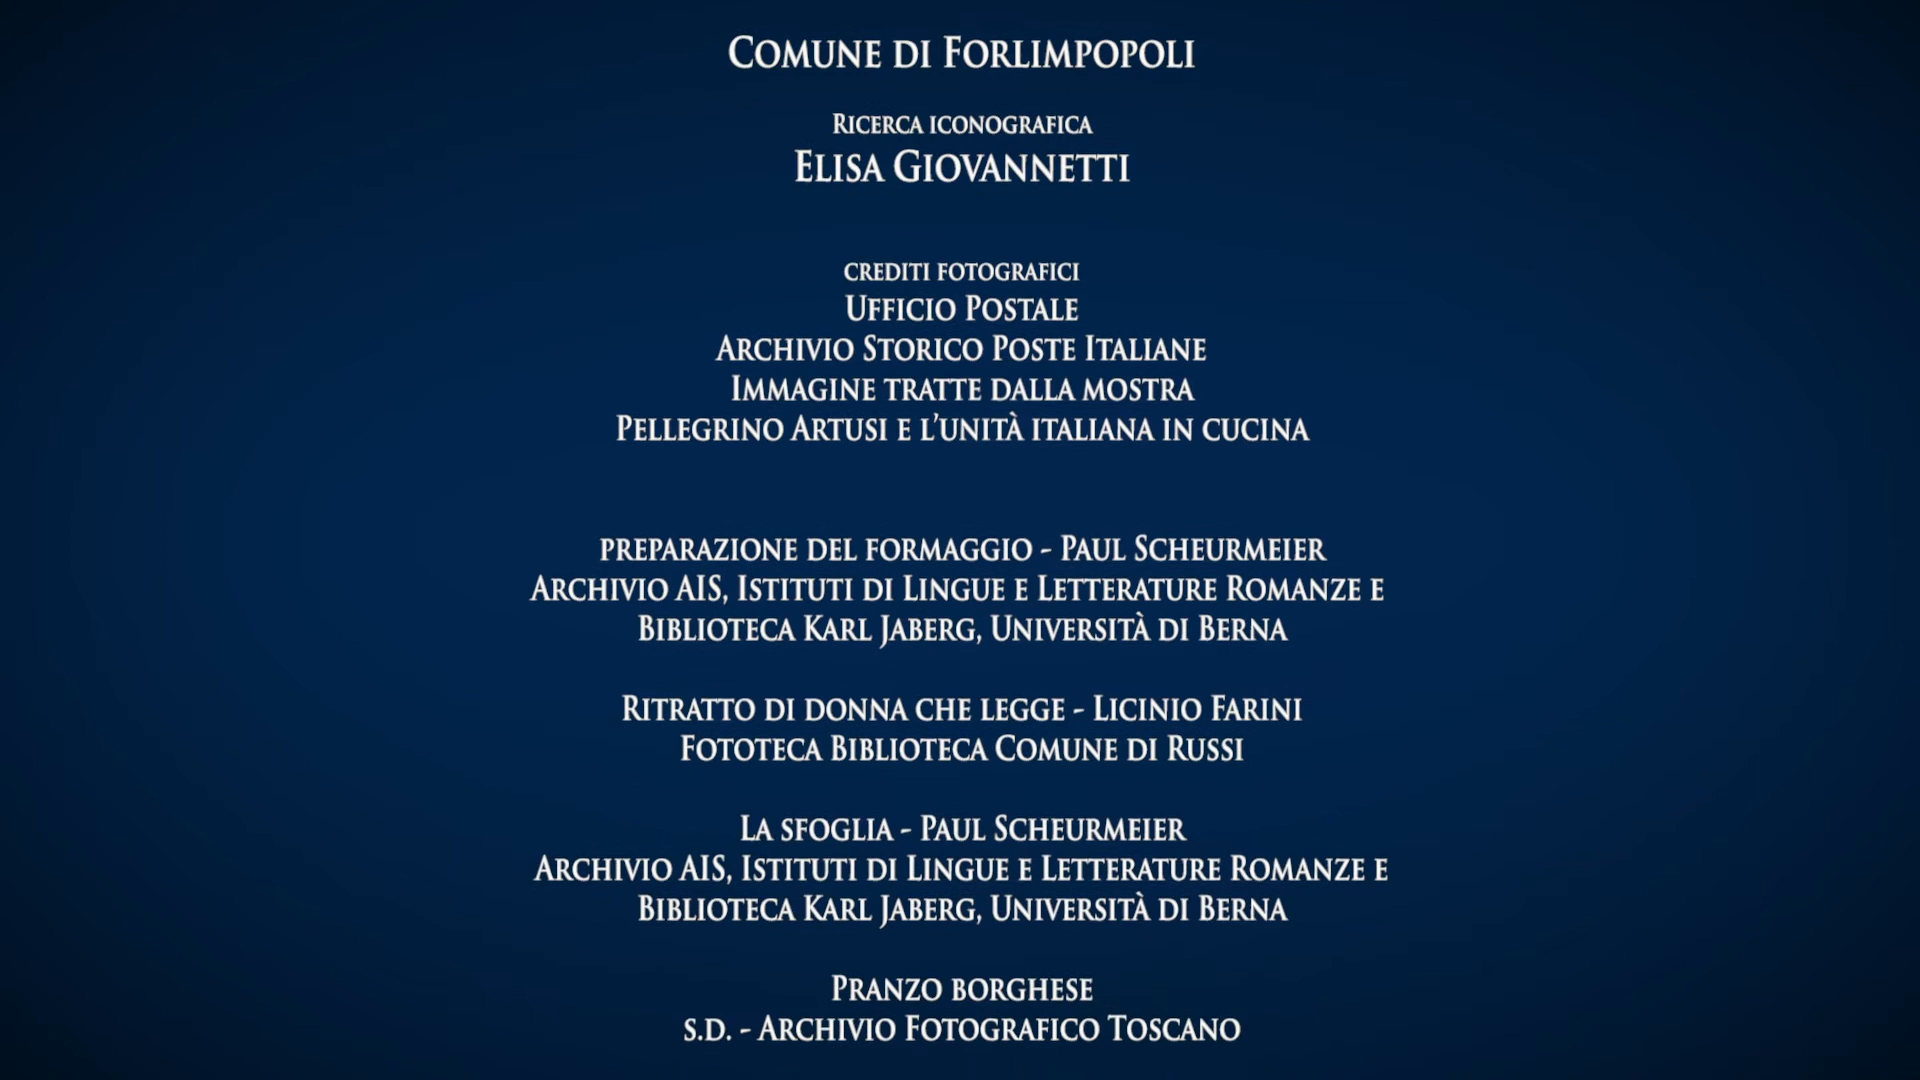 Comune di Forlimpopoli
Ricerca iconografica
Elisa Giovannetti
crediti fotografici
Ufficio Postale
Archivio Storico Poste Italiane
Immagine tratte dalla mostra
Pellegrino Artusi e l’unità italiana in cucina
preparazione del formaggio - Paul Scheurmeier
Archivio AIS, Istituti di Lingue e Letterature Romanze e
Biblioteca Karl Jaberg, Università di Berna
Ritratto di donna che legge - Licinio Farini
Fototeca Biblioteca Comune di Russi
La sfoglia - Paul Scheurmeier
Archivio AIS, Istituti di Lingue e Letterature Romanze e
Biblioteca Karl Jaberg, Università di Berna
Pranzo borghese
s.d. - Archivio Fotografico Toscano